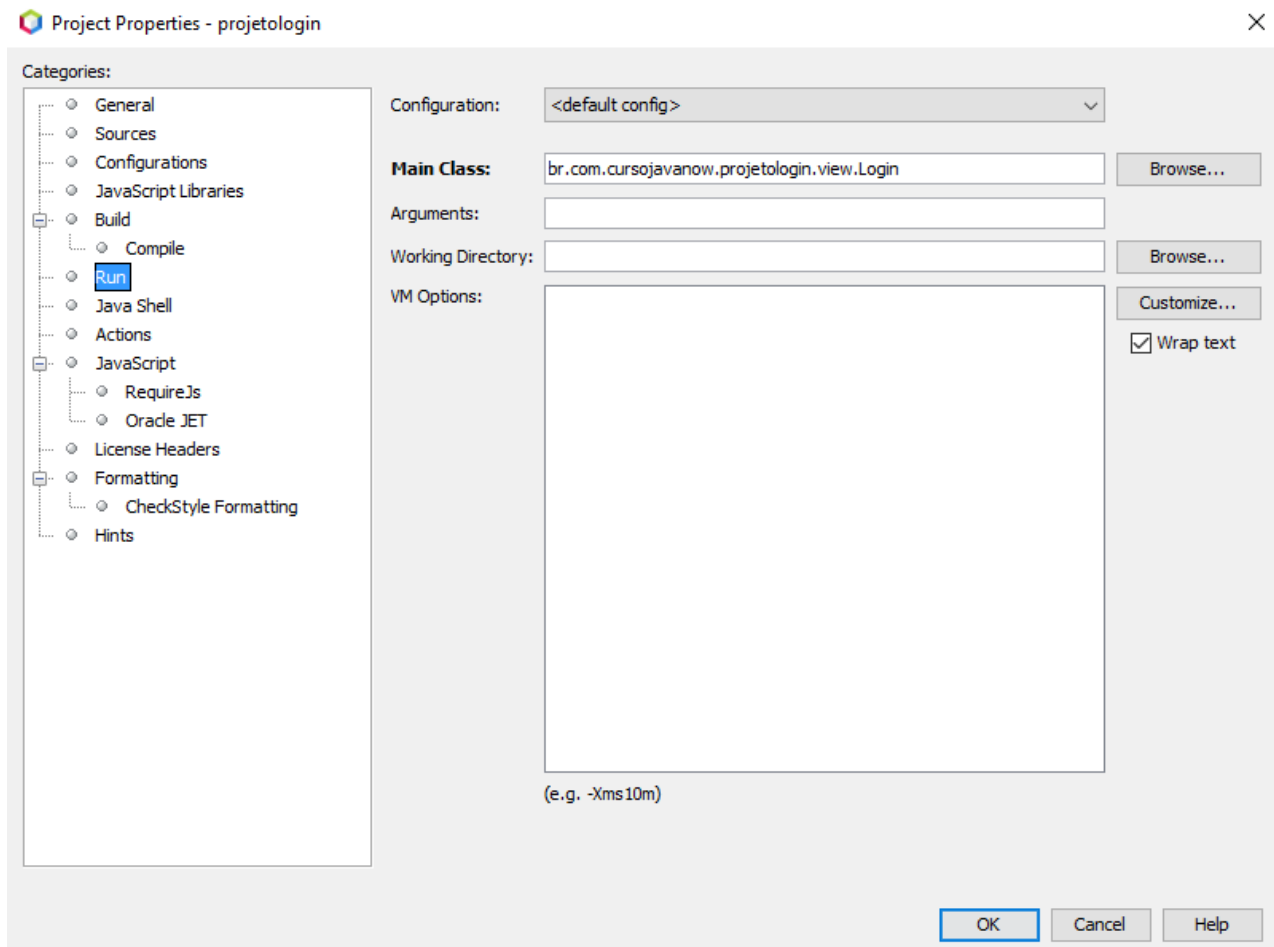 Project Properties - projetologin
Categories:
General
Sources
Configurations
JavaScript Libraries
Build
Compile
Run
Java Shell
Actions
JavaScript
RequireJs
Oracle JET
License Headers
Formatting
CheckStyle Formatting
Hints
Configuration: <default config>
Main Class: br.com.cursojavanow.projetologin.view.Login Browse...
Arguments:
Working Directory: Browse...
VM Options: Customize...
Wrap text
(e.g. -Xms10m)
OK Cancel Help